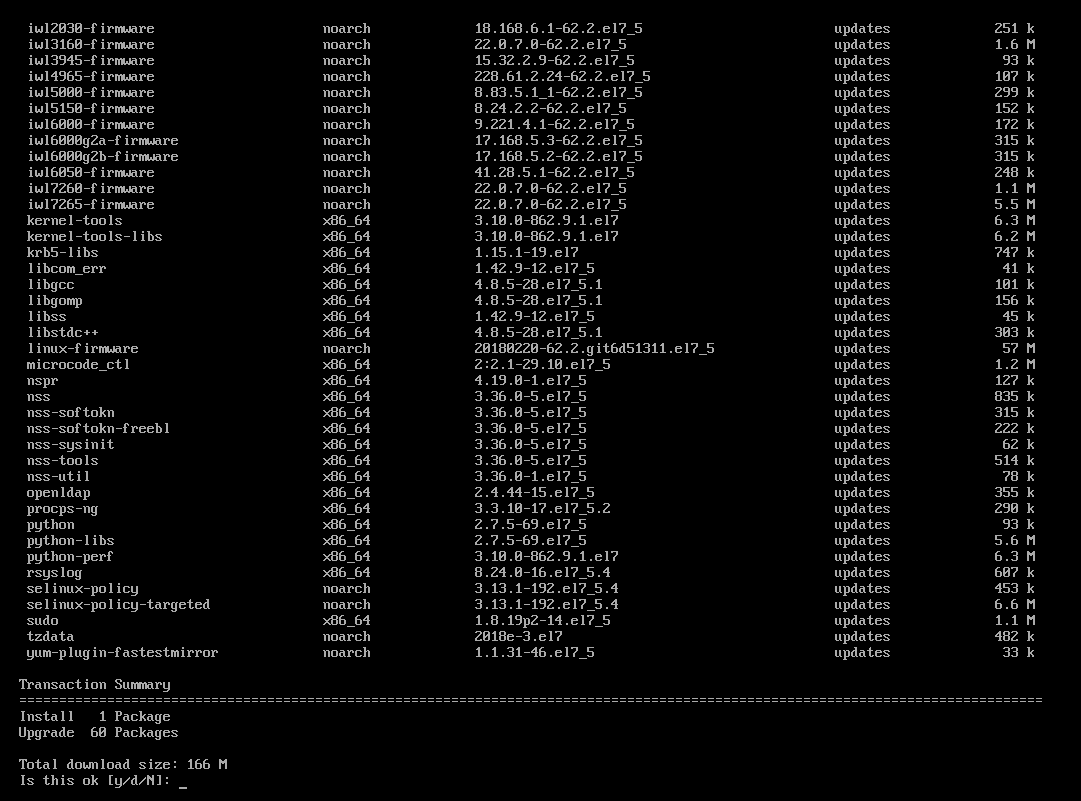 iwl2030-firmware noarch 18.168.6.1-62.2.el7_5 updates 251 k
iwl3160-firmware noarch 22.0.7.0-62.2.el7_5 updates 1.6 M
iwl3945-firmware noarch 15.32.2.9-62.2.el7_5 updates 93 k
iwl4965-firmware noarch 228.61.2.24-62.2.el7_5 updates 107 k
iwl5000-firmware noarch 8.83.5.1_1-62.2.el7_5 updates 299 k
iwl5150-firmware noarch 8.24.2.2-62.2.el7_5 updates 152 k
iwl6000-firmware noarch 9.221.4.1-62.2.el7_5 updates 172 k
iwl6000g2a-firmware noarch 17.168.5.3-62.2.el7_5 updates 315 k
iwl6000g2b-firmware noarch 17.168.5.2-62.2.el7_5 updates 315 k
iwl6050-firmware noarch 41.28.5.1-62.2.el7_5 updates 248 k
iwl7260-firmware noarch 22.0.7.0-62.2.el7_5 updates 1.1 M
iwl7265-firmware noarch 22.0.7.0-62.2.el7_5 updates 5.5 M
kernel-tools x86_64 3.10.0-862.9.1.el7 updates 6.3 M
kernel-tools-libs x86_64 3.10.0-862.9.1.el7 updates 6.2 M
krb5-libs x86_64 1.15.1-19.el7 updates 747 k
libcom_err x86_64 1.42.9-12.el7_5 updates 41 k
libgcc x86_64 4.8.5-28.el7_5.1 updates 101 k
libgomp x86_64 4.8.5-28.el7_5.1 updates 156 k
libss x86_64 1.42.9-12.el7_5 updates 45 k
libstdc++ x86_64 4.8.5-28.el7_5.1 updates 303 k
linux-firmware noarch 20180220-62.2.git6d51311.el7_5 updates 57 M
microcode_ctl x86_64 2:2.1-29.10.el7_5 updates 1.2 M
nspr x86_64 4.19.0-1.el7_5 updates 127 k
nss x86_64 3.36.0-5.el7_5 updates 835 k
nss-softokn x86_64 3.36.0-5.el7_5 updates 315 k
nss-softokn-freebl x86_64 3.36.0-5.el7_5 updates 222 k
nss-sysinit x86_64 3.36.0-5.el7_5 updates 62 k
nss-tools x86_64 3.36.0-5.el7_5 updates 514 k
nss-util x86_64 3.36.0-1.el7_5 updates 78 k
openldap x86_64 2.4.44-15.el7_5 updates 355 k
procps-ng x86_64 3.3.10-17.el7_5.2 updates 290 k
python x86_64 2.7.5-69.el7_5 updates 93 k
python-libs x86_64 2.7.5-69.el7_5 updates 5.6 M
python-perf x86_64 3.10.0-862.9.1.el7 updates 6.3 M
rsyslog x86_64 8.24.0-16.el7_5.4 updates 607 k
selinux-policy noarch 3.13.1-192.el7_5.4 updates 453 k
selinux-policy-targeted noarch 3.13.1-192.el7_5.4 updates 6.6 M
sudo x86_64 1.8.19p2-14.el7_5 updates 1.1 M
tzdata noarch 2018e-3.el7 updates 482 k
yum-plugin-fastestmirror noarch 1.1.31-46.el7_5 updates 33 k
Transaction Summary
================================================================================================================================
Install 1 Package
Upgrade 60 Packages
Total download size: 166 M
Is this ok [y/d/N]: _